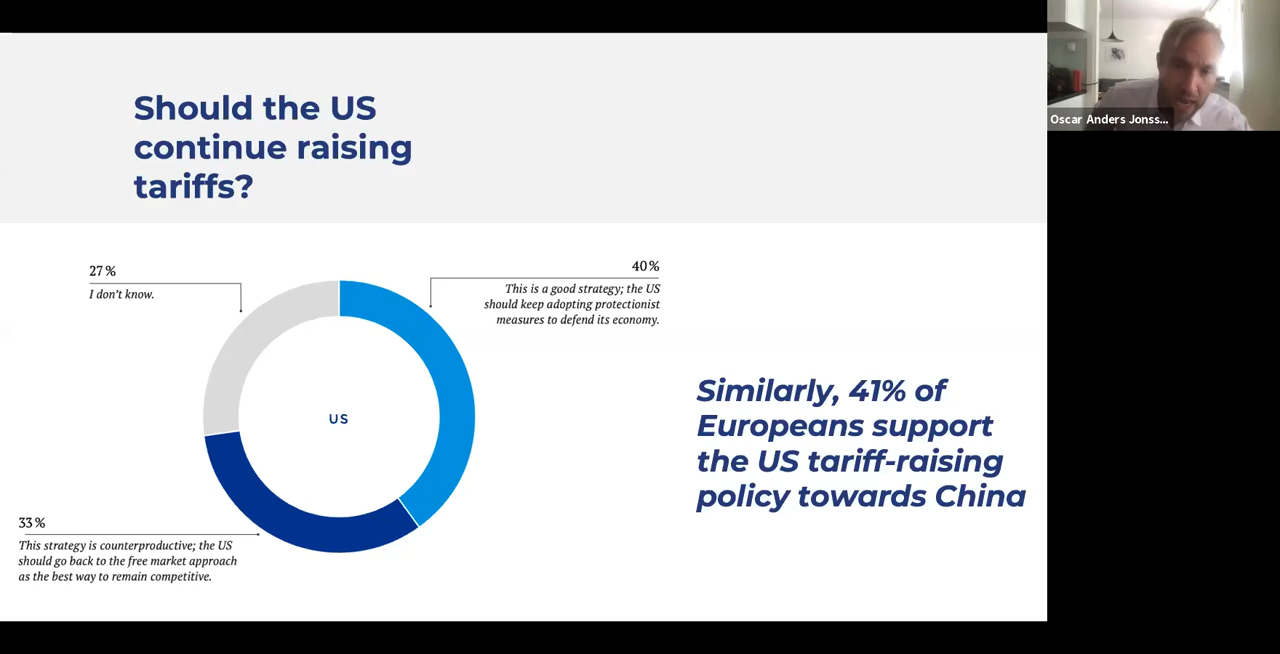 Should the US
continue raising
tariffs?
27%
I don't know.
40%
This is a good strategy; the US
should keep adopting protectionist
measures to defend its economy.
US
33%
This strategy is counterproductive; the US
should go back to the free market approach
as the best way to remain competitive.
Similarly, 41% of
Europeans support
the US tariff-raising
policy towards China
Oscar Anders Jonss...